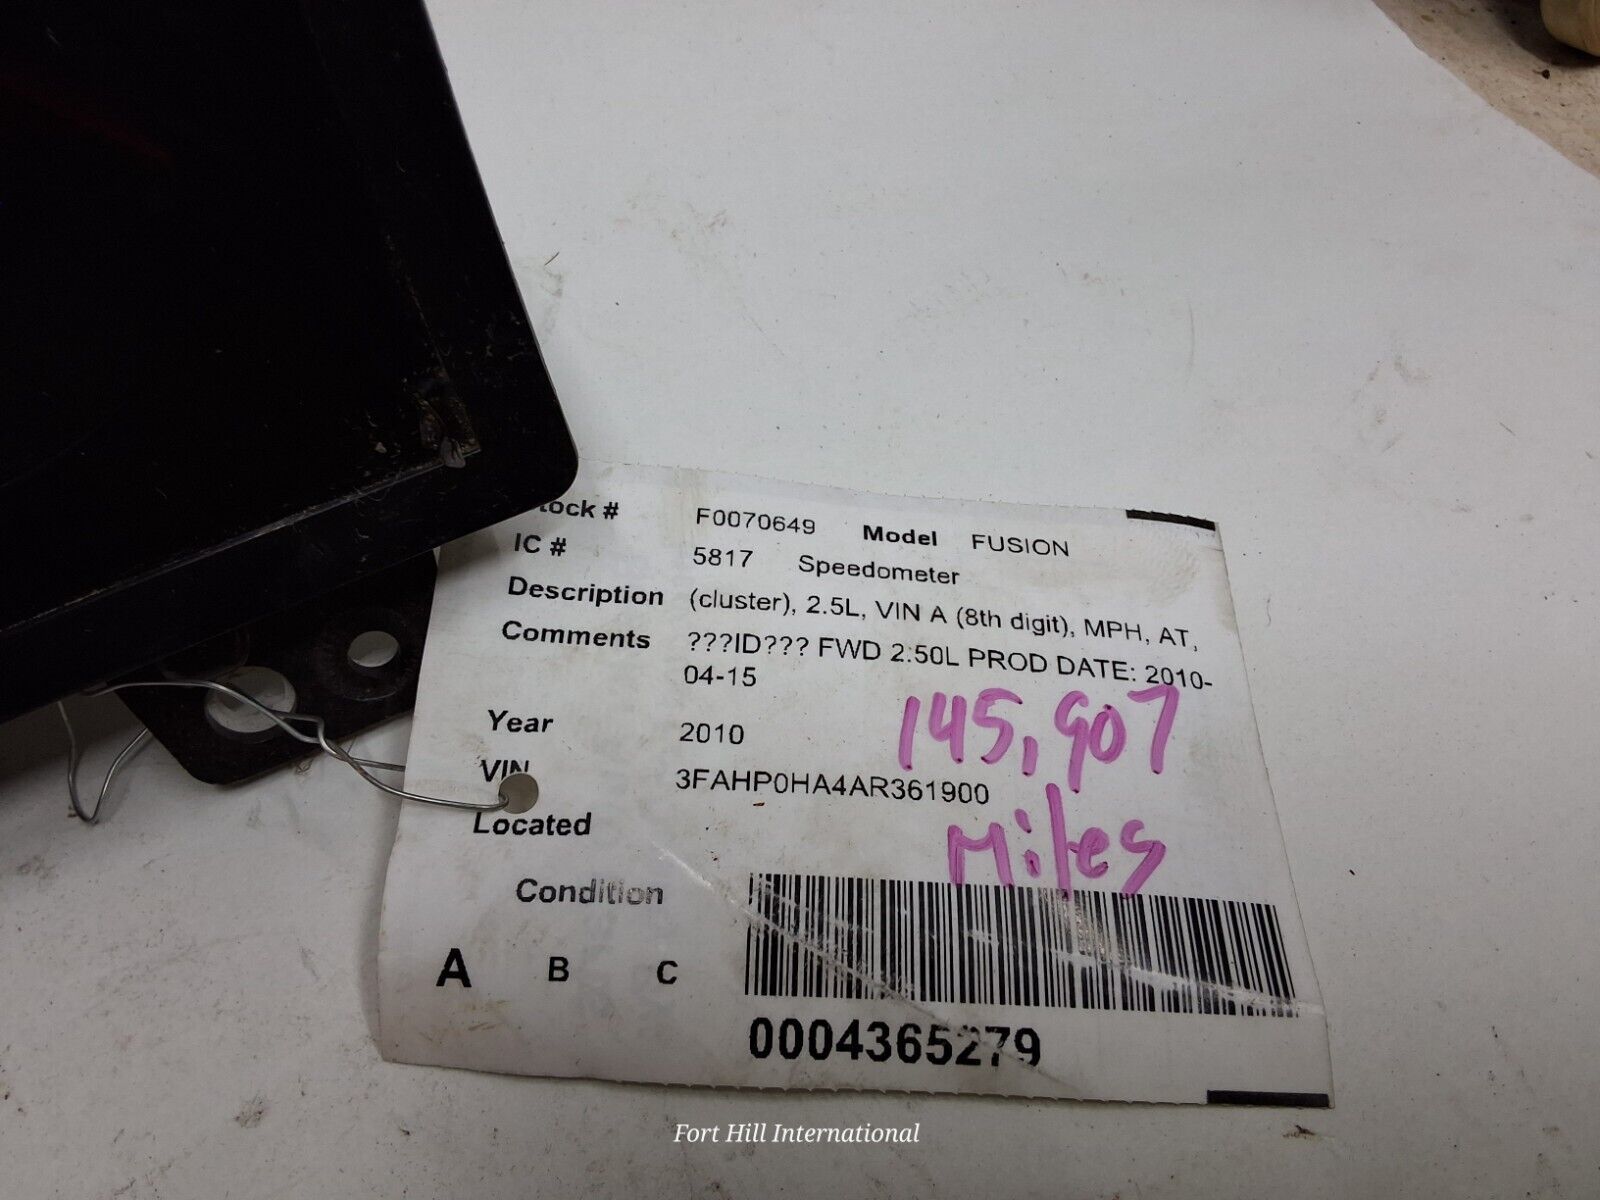 tock # F0070649 Model FUSION
IC # 5817 Speedometer
Description (cluster), 2.5L, VIN A (8th digit), MPH, AT,
Comments ???ID??? FWD 2.50L PROD DATE: 2010-
04-15
145,907
Year 2010
VIN 3FAHP0HA4AR361900
Miles
Located
Condition
A B C
0004365279
Fort Hill International